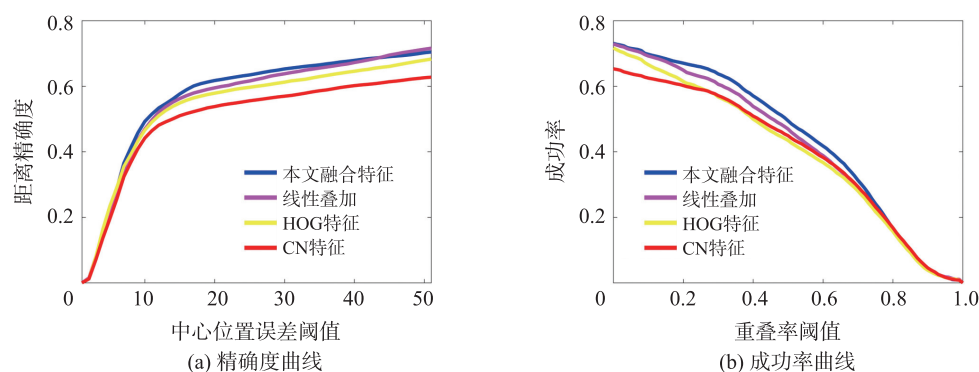 0.8
0.6
0.4
0.2
0
10
20
30
40
50
距离精确度
本文融合特征
线性叠加
HOG特征
CN特征
中心位置误差阈值
(a) 精确度曲线
0.8
0.6
0.4
0.2
0
0.2
0.4
0.6
0.8
1.0
成功率
本文融合特征
线性叠加
HOG特征
CN特征
重叠率阈值
(b) 成功率曲线